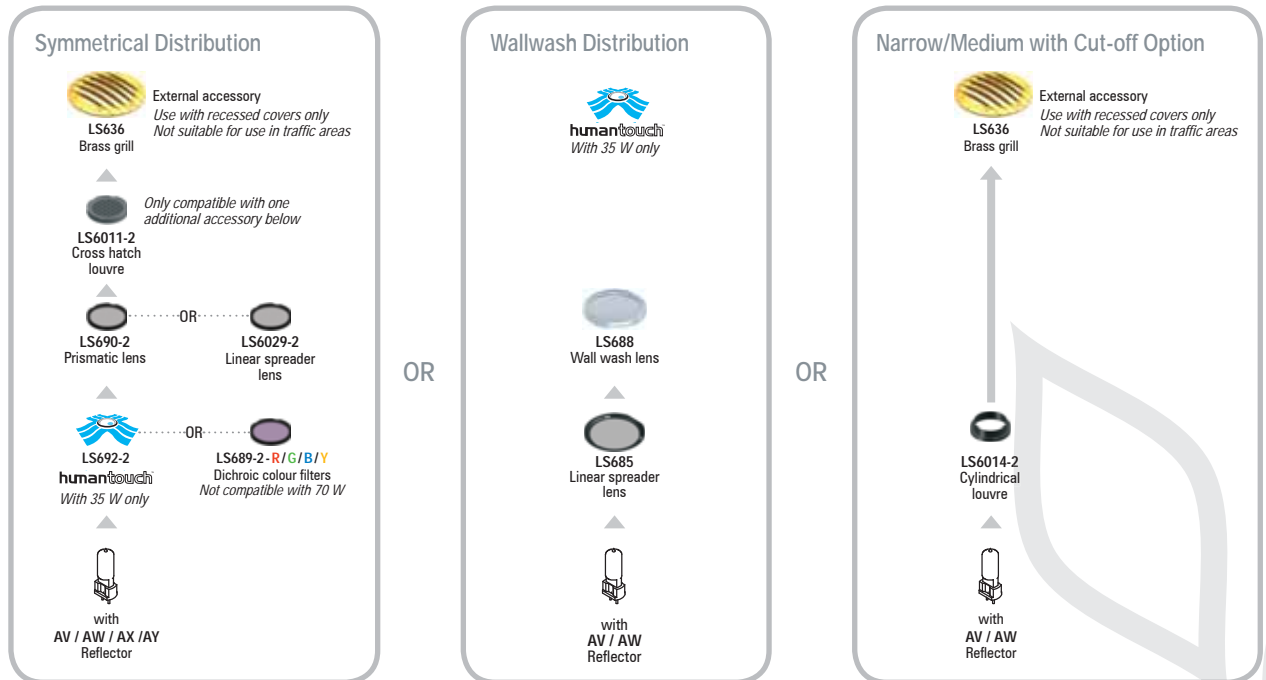 Symmetrical Distribution
External accessory
Use with recessed covers only
Not suitable for use in traffic areas
LS636
Brass grill
Only compatible with one
additional accessory below
LS6011-2
Cross hatch
louvre
OR
LS690-2
Prismatic lens
LS6029-2
Linear spreader
lens
OR
LS692-2
humantouch™
With 35 W only
LS689-2-R/G/B/Y
Dichroic colour filters
Not compatible with 70 W
with
AV / AW / AX /AY
Reflector
OR
Wallwash Distribution
humantouch™
With 35 W only
LS688
Wall wash lens
LS685
Linear spreader
lens
with
AV / AW
Reflector
OR
Narrow/Medium with Cut-off Option
External accessory
Use with recessed covers only
Not suitable for use in traffic areas
LS636
Brass grill
LS6014-2
Cylindrical
louvre
with
AV / AW
Reflector